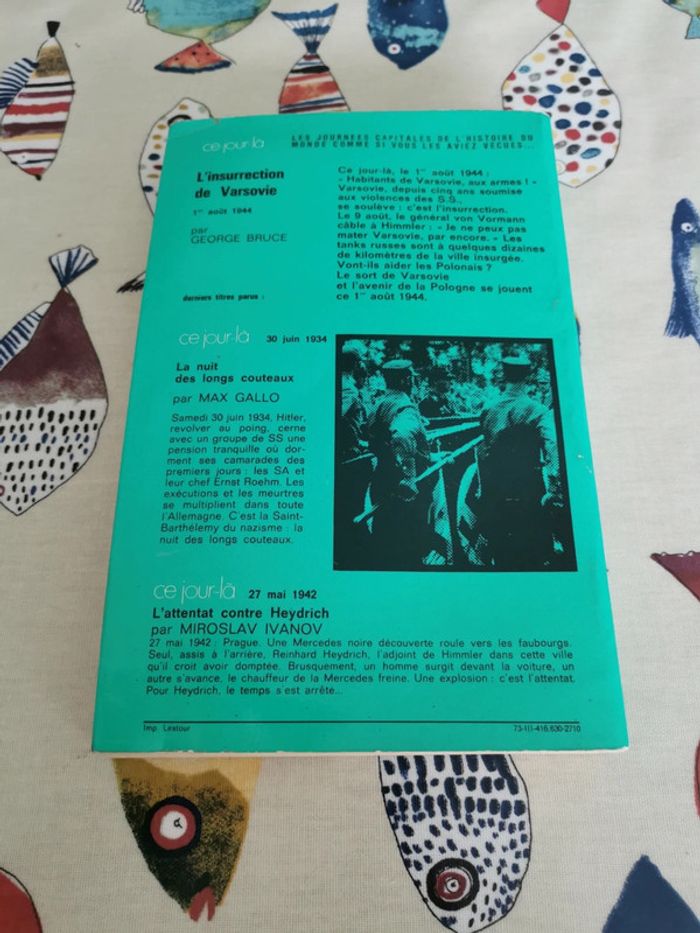 ce jour-là
LES JOURNEES CAPITALES DE L'HISTOIRE DU
MONDE COMME SI VOUS LES AVIEZ VECUES...
L'insurrection
de Varsovie
1er août 1944
par
GEORGE BRUCE
Ce jour-là, le 1er août 1944 :
« Habitants de Varsovie, aux armes ! »
Varsovie, depuis cinq ans soumise
aux violences des S.S.,
se soulève : c'est l'insurrection.
Le 9 août, le général von Vormann
câble à Himmler : « Je ne peux pas
mater Varsovie, par encore. » Les
tanks russes sont à quelques dizaines
de kilomètres de la ville insurgée.
Vont-ils aider les Polonais ?
Le sort de Varsovie
et l'avenir de la Pologne se jouent
ce 1er août 1944.
derniers titres parus :
ce jour-là 30 juin 1934
La nuit
des longs couteaux
par MAX GALLO
Samedi 30 juin 1934, Hitler,
revolver au poing, cerne
avec un groupe de SS une
pension tranquille où dor-
ment ses camarades des
premiers jours : les SA et
leur chef Ernst Roehm. Les
exécutions et les meurtres
se multiplient dans toute
l'Allemagne. C'est la Saint-
Barthélemy du nazisme : la
nuit des longs couteaux.
ce jour-là 27 mai 1942
L'attentat contre Heydrich
par MIROSLAV IVANOV
27 mai 1942 : Prague. Une Mercedes noire découverte roule vers les faubourgs.
Seul, assis à l'arrière, Reinhard Heydrich, l'adjoint de Himmler dans cette ville
qu'il croit avoir domptée. Brusquement, un homme surgit devant la voiture, un
autre s'avance, le chauffeur de la Mercedes freine. Une explosion : c'est l'attentat.
Pour Heydrich, le temps s'est arrête...
Imp. Lestour
73-III-416.630-2710